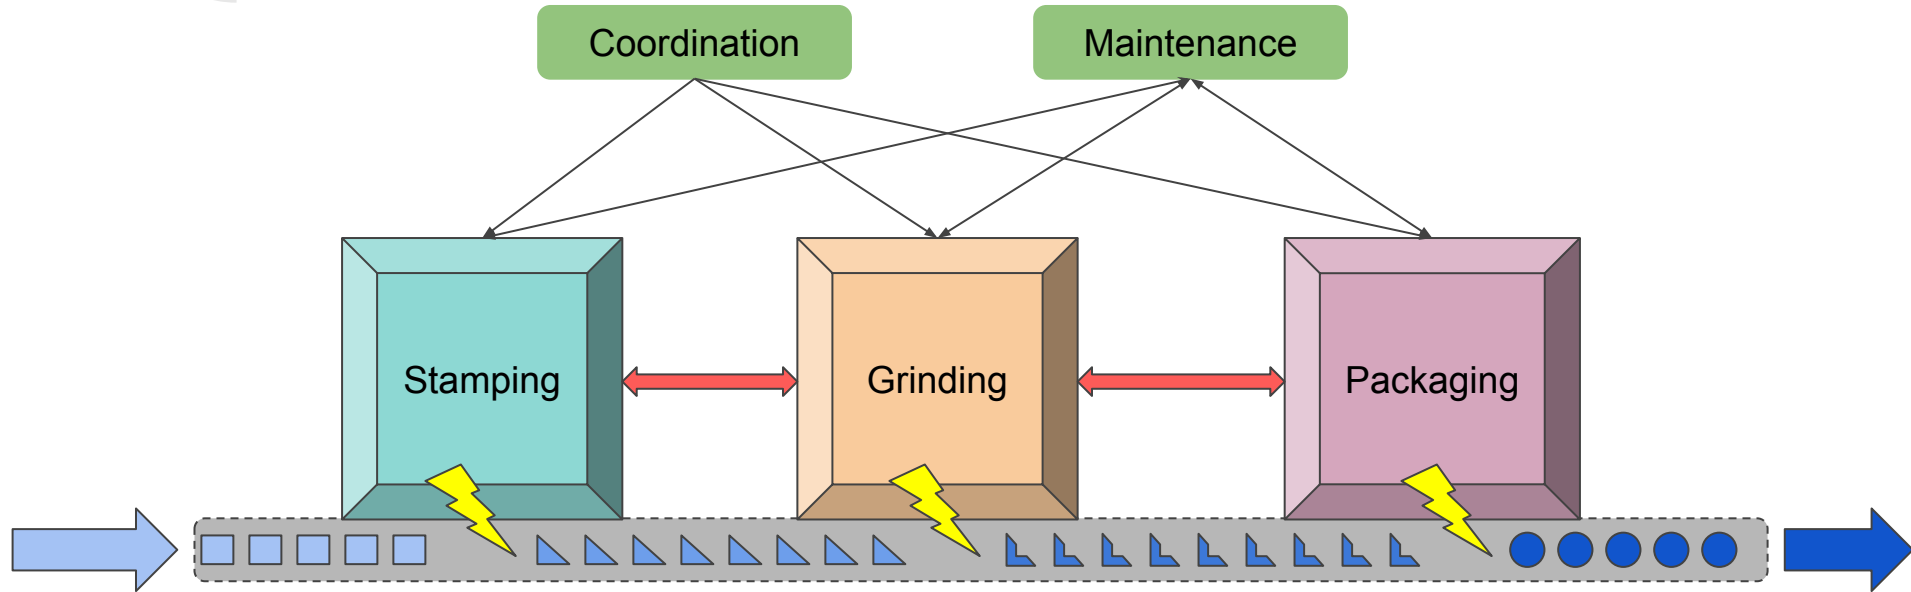 Coordination
Maintenance
Stamping
Grinding
Packaging